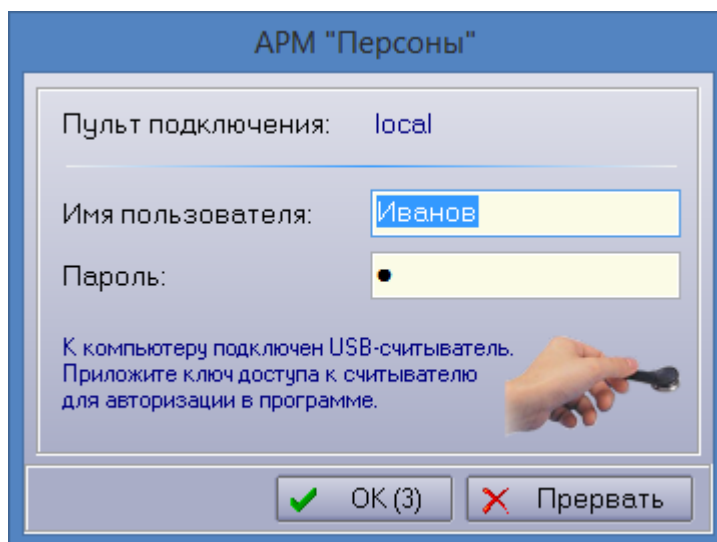 АРМ "Персоны"
Пульт подключения: local
Имя пользователя: Иванов
Пароль: ●
К компьютеру подключен USB-считыватель.
Приложите ключ доступа к считывателю
для авторизации в программе.
OK (3) Прервать